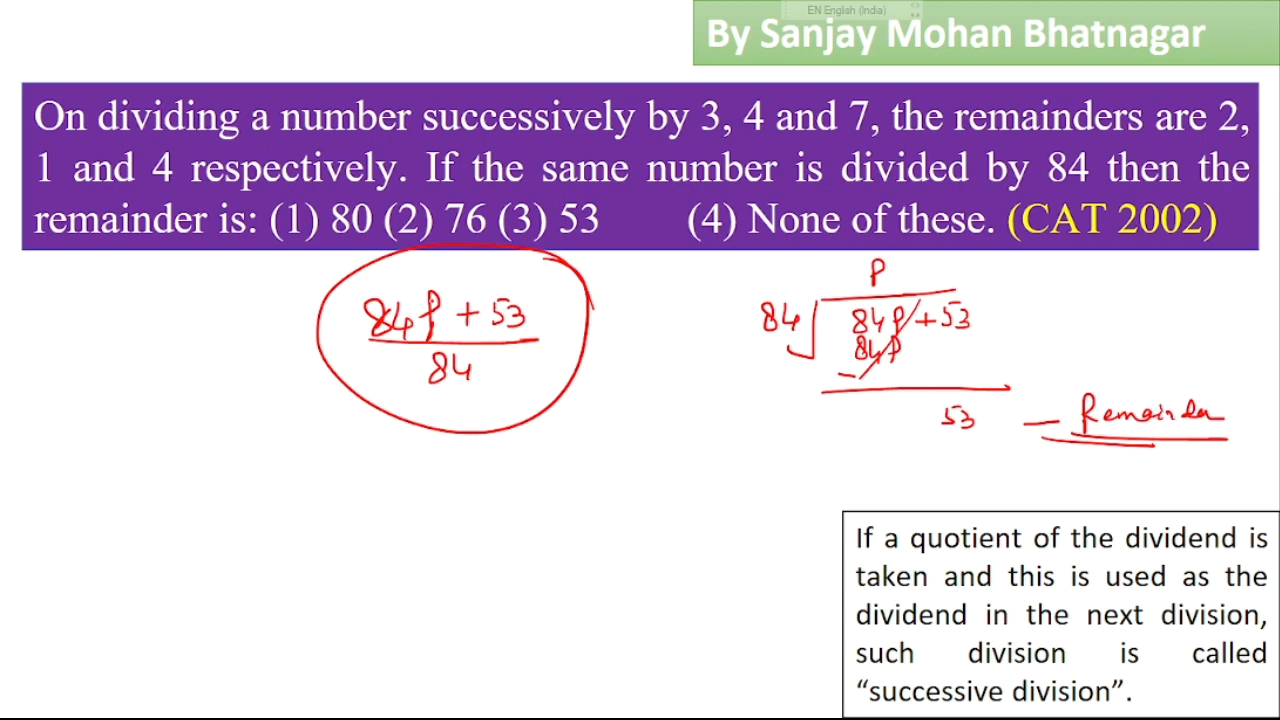 EN English (India)
By Sanjay Mohan Bhatnagar
On dividing a number successively by 3, 4 and 7, the remainders are 2,
1 and 4 respectively. If the same number is divided by 84 then the
remainder is: (1) 80 (2) 76 (3) 53 (4) None of these. (CAT 2002)
84p + 53
84
P
84 84p + 53
84p
–
53 — Remainder
If a quotient of the dividend is
taken and this is used as the
dividend in the next division,
such division is called
“successive division”.